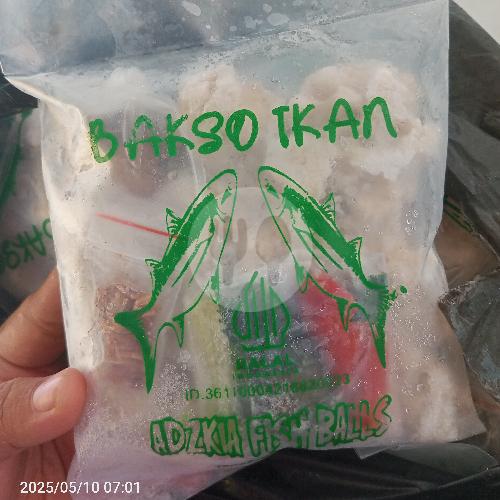 BAKSO IKAN
HALAL
ADZKIA FISH BALLS
2025/05/10 07:01